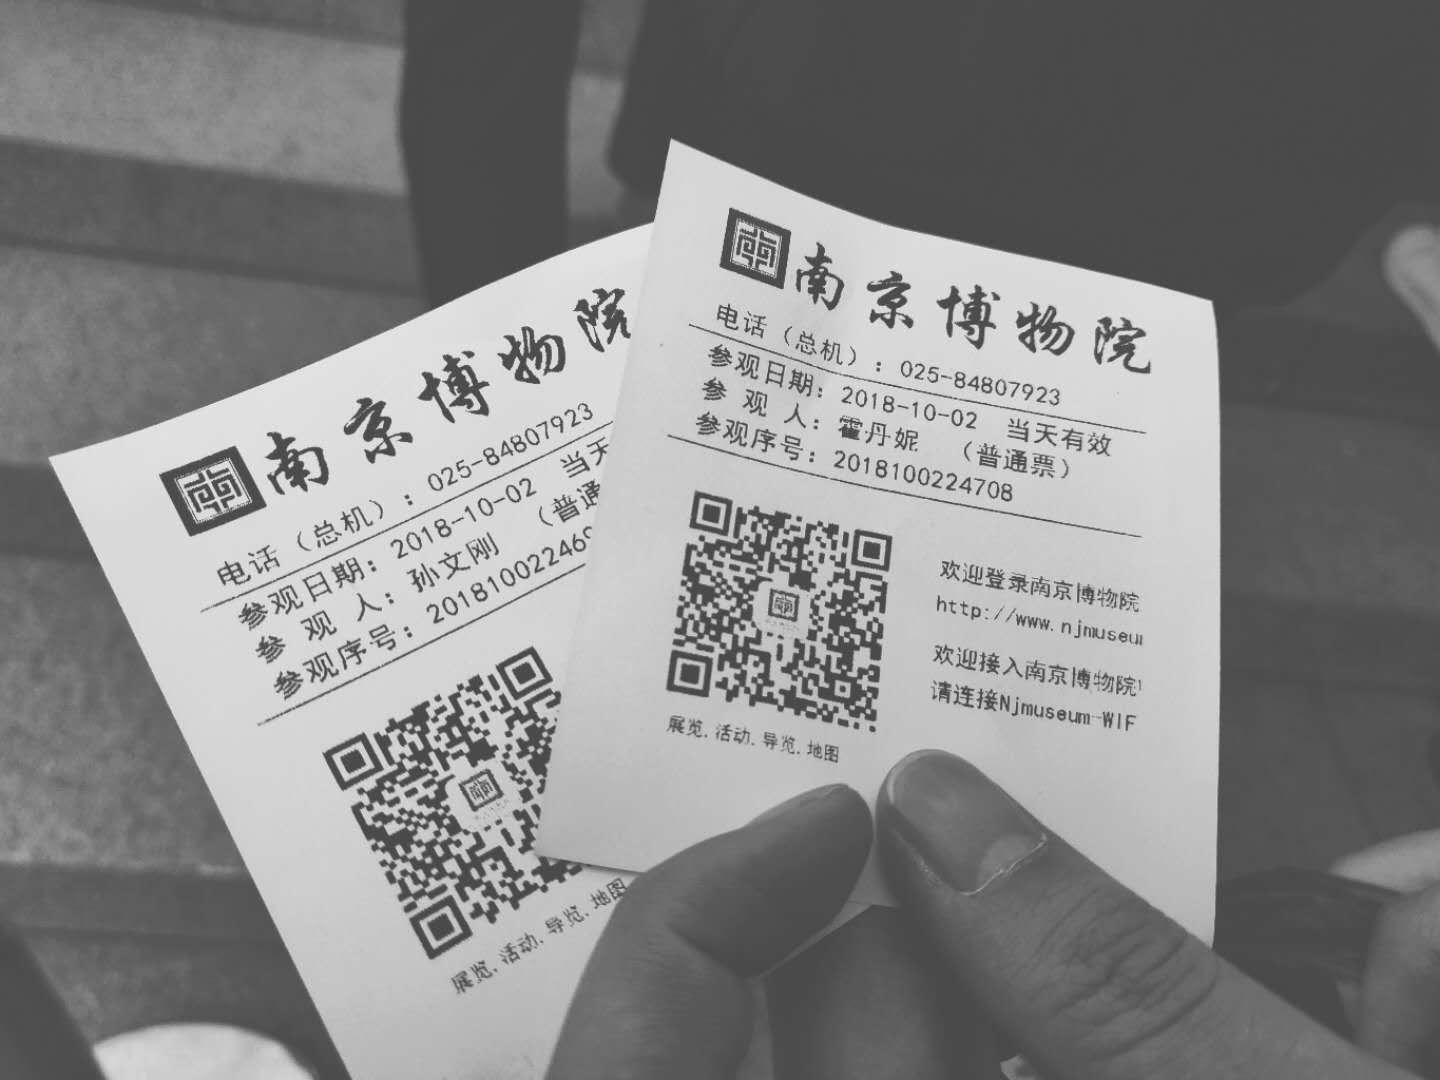 南京博物院
电话（总机）：025-84807923
参观日期：2018-10-02 当天
参 观 人：孙文刚 （普通
参观序号：20181002246
展览.活动.导览.地图
南京博物院
电话（总机）：025-84807923
参观日期：2018-10-02 当天有效
参 观 人：霍丹妮 （普通票）
参观序号：2018100224708
欢迎登录南京博物院
http://www.njmuseu
欢迎接入南京博物院
请连接Njmuseum-WIF
展览.活动.导览.地图